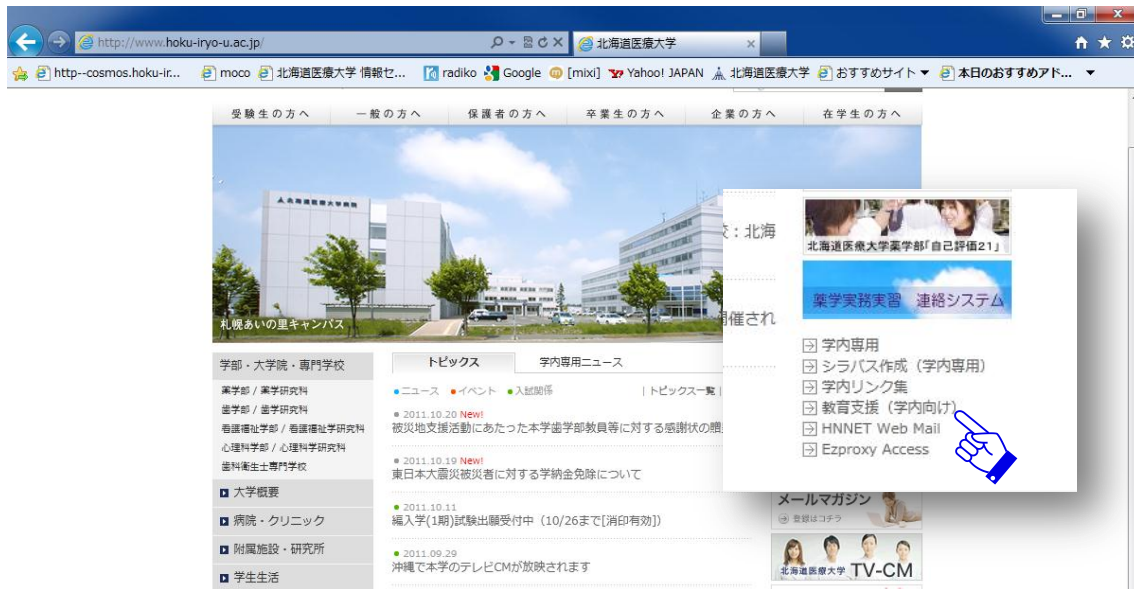 http://www.hoku-iryo-u.ac.jp/
北海道医療大学
http--cosmos.hoku-ir...
moco
北海道医療大学 情報セ...
radiko
Google
[mixi]
Yahoo! JAPAN
北海道医療大学
おすすめサイト ▼
本日のおすすめアド... ▼
受験生の方へ
一般の方へ
保護者の方へ
卒業生の方へ
企業の方へ
在学生の方へ
北海道医療大学病院
札幌あいの里キャンパス
校：北海
開催され
北海道医療大学薬学部「自己評価21」
薬学実務実習 連絡システム
学内専用
シラバス作成（学内専用）
学内リンク集
教育支援（学内向け）
HNNET Web Mail
Ezproxy Access
学部・大学院・専門学校
薬学部 / 薬学研究科
歯学部 / 歯学研究科
看護福祉学部 / 看護福祉学研究科
心理科学部 / 心理科学研究科
歯科衛生士専門学校
大学概要
病院・クリニック
附属施設・研究所
学生生活
トピックス
学内専用ニュース
ニュース
イベント
入試関係
| トピックス一覧 |
2011.10.20 New!
被災地支援活動にあたった本学歯学部教員等に対する感謝状の贈
2011.10.19 New!
東日本大震災被災者に対する学納金免除について
2011.10.11
編入学(1期)試験出願受付中（10/26まで[消印有効]）
2011.09.29
沖縄で本学のテレビCMが放映されます
メールマガジン
登録はコチラ
北海道医療大学 TV-CM